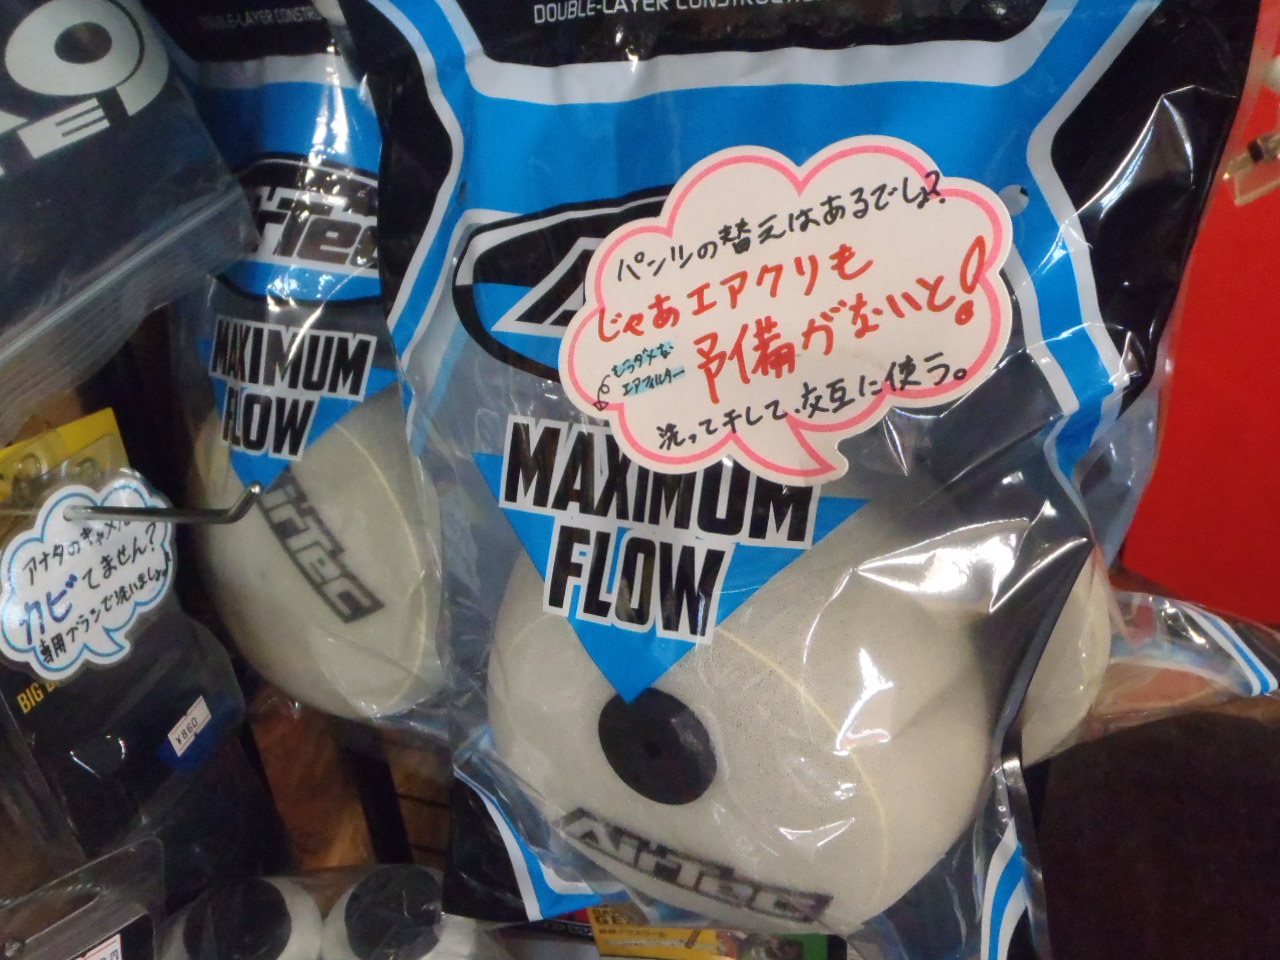 DOUBLE-LAYER CONSTRUCTION
MAXIMUM
FLOW
パンツの替えはあるでしょ?
じゃあエアクリも
予備がないと!
もうダメな
エアフィルター
洗って干して、交互に使う。
MAXIMUM
FLOW
AIRTEC
AIRTEC
アナタのキャメル
カビてません?
専用ブラシで洗いましょ!
BIG
¥860